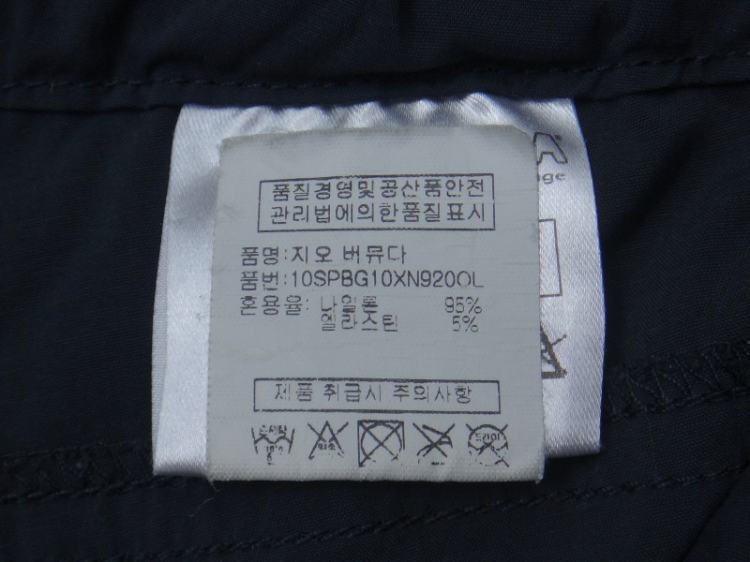 품질경영및공산품안전
관리법에의한품질표시
품명:지오 버뮤다
품번:10SPBG10XN920OL
혼용율: 나일론 95%
엘라스틴 5%
제품 취급시 주의사항